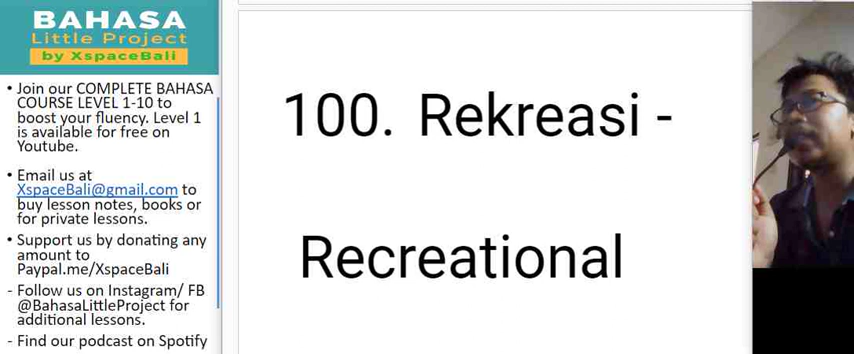 BAHASA
Little Project
by XspaceBali
• Join our COMPLETE BAHASA
COURSE LEVEL 1-10 to
boost your fluency. Level 1
is available for free on
Youtube.
• Email us at
XspaceBali@gmail.com to
buy lesson notes, books or
for private lessons.
• Support us by donating any
amount to
Paypal.me/XspaceBali
- Follow us on Instagram/ FB
@BahasaLittleProject for
additional lessons.
- Find our podcast on Spotify
100. Rekreasi -
Recreational